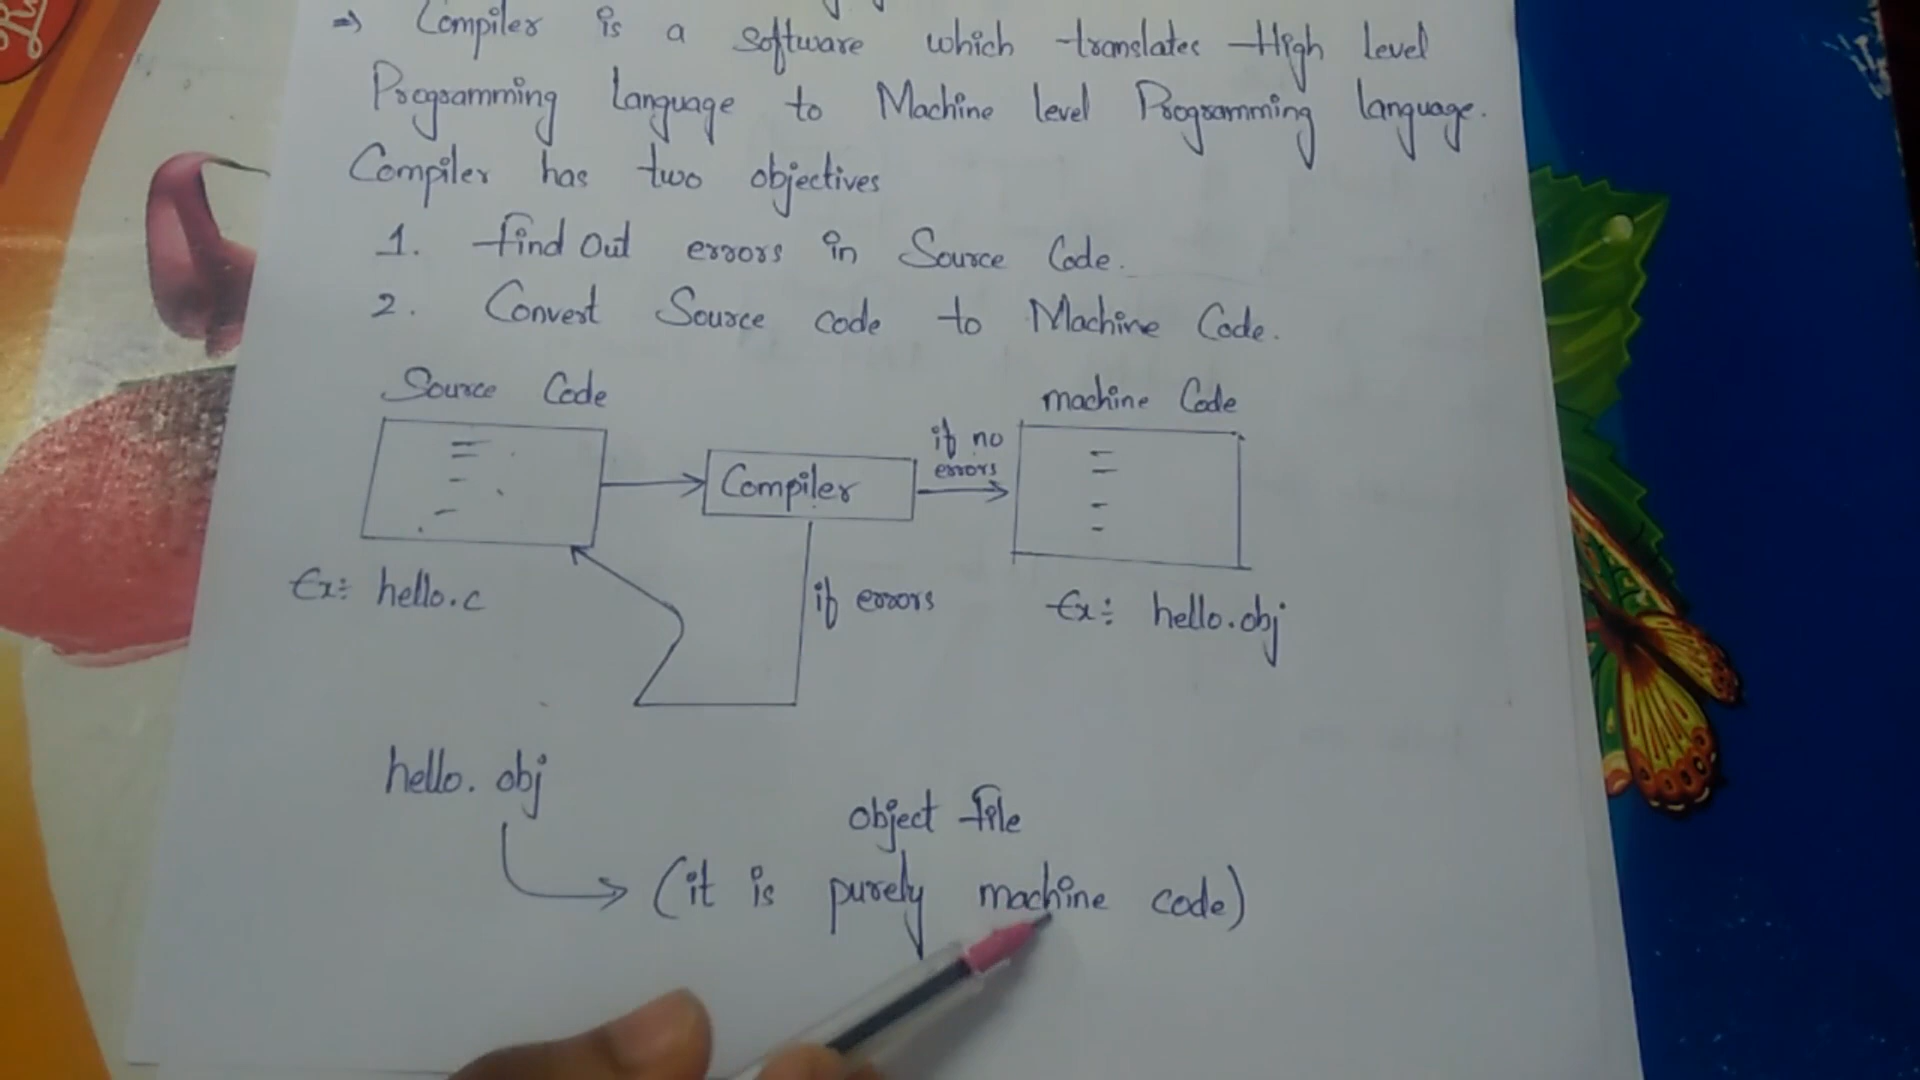 ⇒ Compiler is a software which translates High level
Programming Language to Machine level Programming language.
Compiler has two objectives
1. Find Out errors in Source Code.
2. Convert Source code to Machine Code.
Source Code
machine Code
if no
errors
Compiler
Ex: hello.c
if errors
Ex: hello.obj
hello. obj
object file
(it is purely machine code)